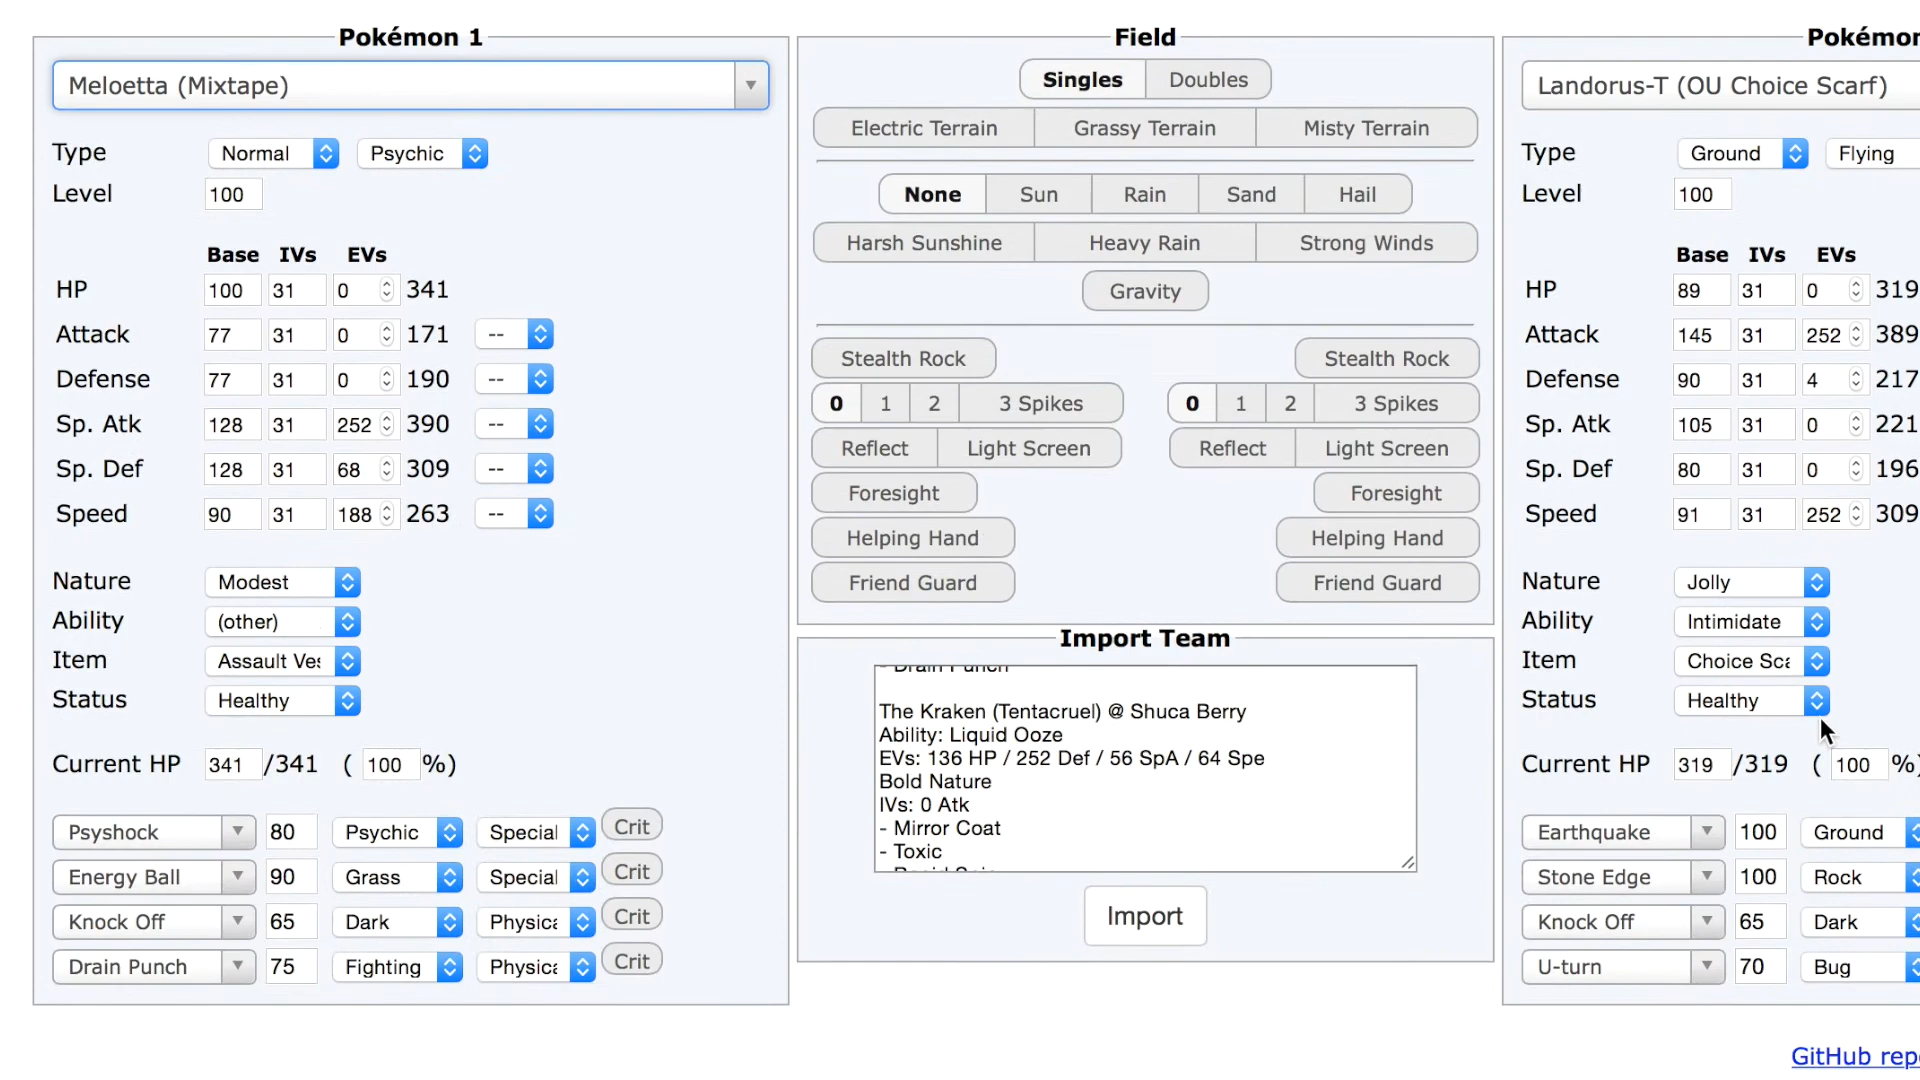 Pokémon 1
Meloetta (Mixtape)
Type Normal Psychic
Level 100
Base IVs EVs
HP 100 31 0 341
Attack 77 31 0 171 --
Defense 77 31 0 190 --
Sp. Atk 128 31 252 390 --
Sp. Def 128 31 68 309 --
Speed 90 31 188 263 --
Nature Modest
Ability (other)
Item Assault Ves
Status Healthy
Current HP 341 /341 ( 100 %)
Psyshock 80 Psychic Special Crit
Energy Ball 90 Grass Special Crit
Knock Off 65 Dark Physica Crit
Drain Punch 75 Fighting Physica Crit
Field
Singles Doubles
Electric Terrain Grassy Terrain Misty Terrain
None Sun Rain Sand Hail
Harsh Sunshine Heavy Rain Strong Winds
Gravity
Stealth Rock Stealth Rock
0 1 2 3 Spikes 0 1 2 3 Spikes
Reflect Light Screen Reflect Light Screen
Foresight Foresight
Helping Hand Helping Hand
Friend Guard Friend Guard
Import Team
- Drain Punch
The Kraken (Tentacruel) @ Shuca Berry
Ability: Liquid Ooze
EVs: 136 HP / 252 Def / 56 SpA / 64 Spe
Bold Nature
IVs: 0 Atk
- Mirror Coat
- Toxic
Import
Pokémon
Landorus-T (OU Choice Scarf)
Type Ground Flying
Level 100
Base IVs EVs
HP 89 31 0 319
Attack 145 31 252 389
Defense 90 31 4 217
Sp. Atk 105 31 0 221
Sp. Def 80 31 0 196
Speed 91 31 252 309
Nature Jolly
Ability Intimidate
Item Choice Sca
Status Healthy
Current HP 319 /319 ( 100 %)
Earthquake 100 Ground
Stone Edge 100 Rock
Knock Off 65 Dark
U-turn 70 Bug
GitHub rep